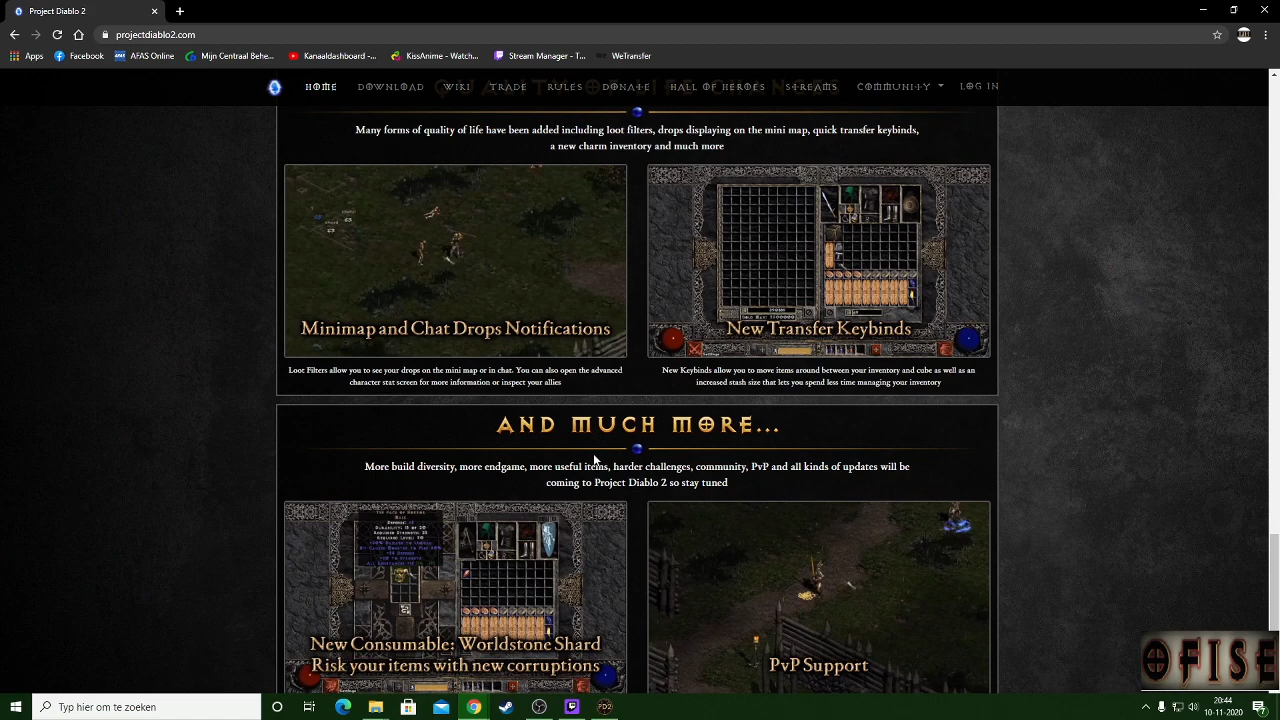 Project Diablo 2
projectdiablo2.com
Apps Facebook AFAS Online Mijn Centraal Behe... Kanaaldashboard -... KissAnime - Watch... Stream Manager - T... WeTransfer
QUALITY OF LIFE CHANGES
HOME DOWNLOAD WIKI TRADE RULES DONATE HALL OF HEROES STREAMS COMMUNITY LOG IN
Many forms of quality of life have been added including loot filters, drops displaying on the mini map, quick transfer keybinds,
a new charm inventory and much more
Minimap and Chat Drops Notifications
New Transfer Keybinds
Loot Filters allow you to see your drops on the mini map or in chat. You can also open the advanced
character stat screen for more information or inspect your allies
New Keybinds allow you to move items around between your inventory and cube as well as an
increased stash size that lets you spend less time managing your inventory
AND MUCH MORE...
More build diversity, more endgame, more useful items, harder challenges, community, PvP and all kinds of updates will be
coming to Project Diablo 2 so stay tuned
New Consumable: Worldstone Shard
Risk your items with new corruptions
PvP Support
OFISE
Typ hier om te zoeken
PD2
20:44
10-11-2020